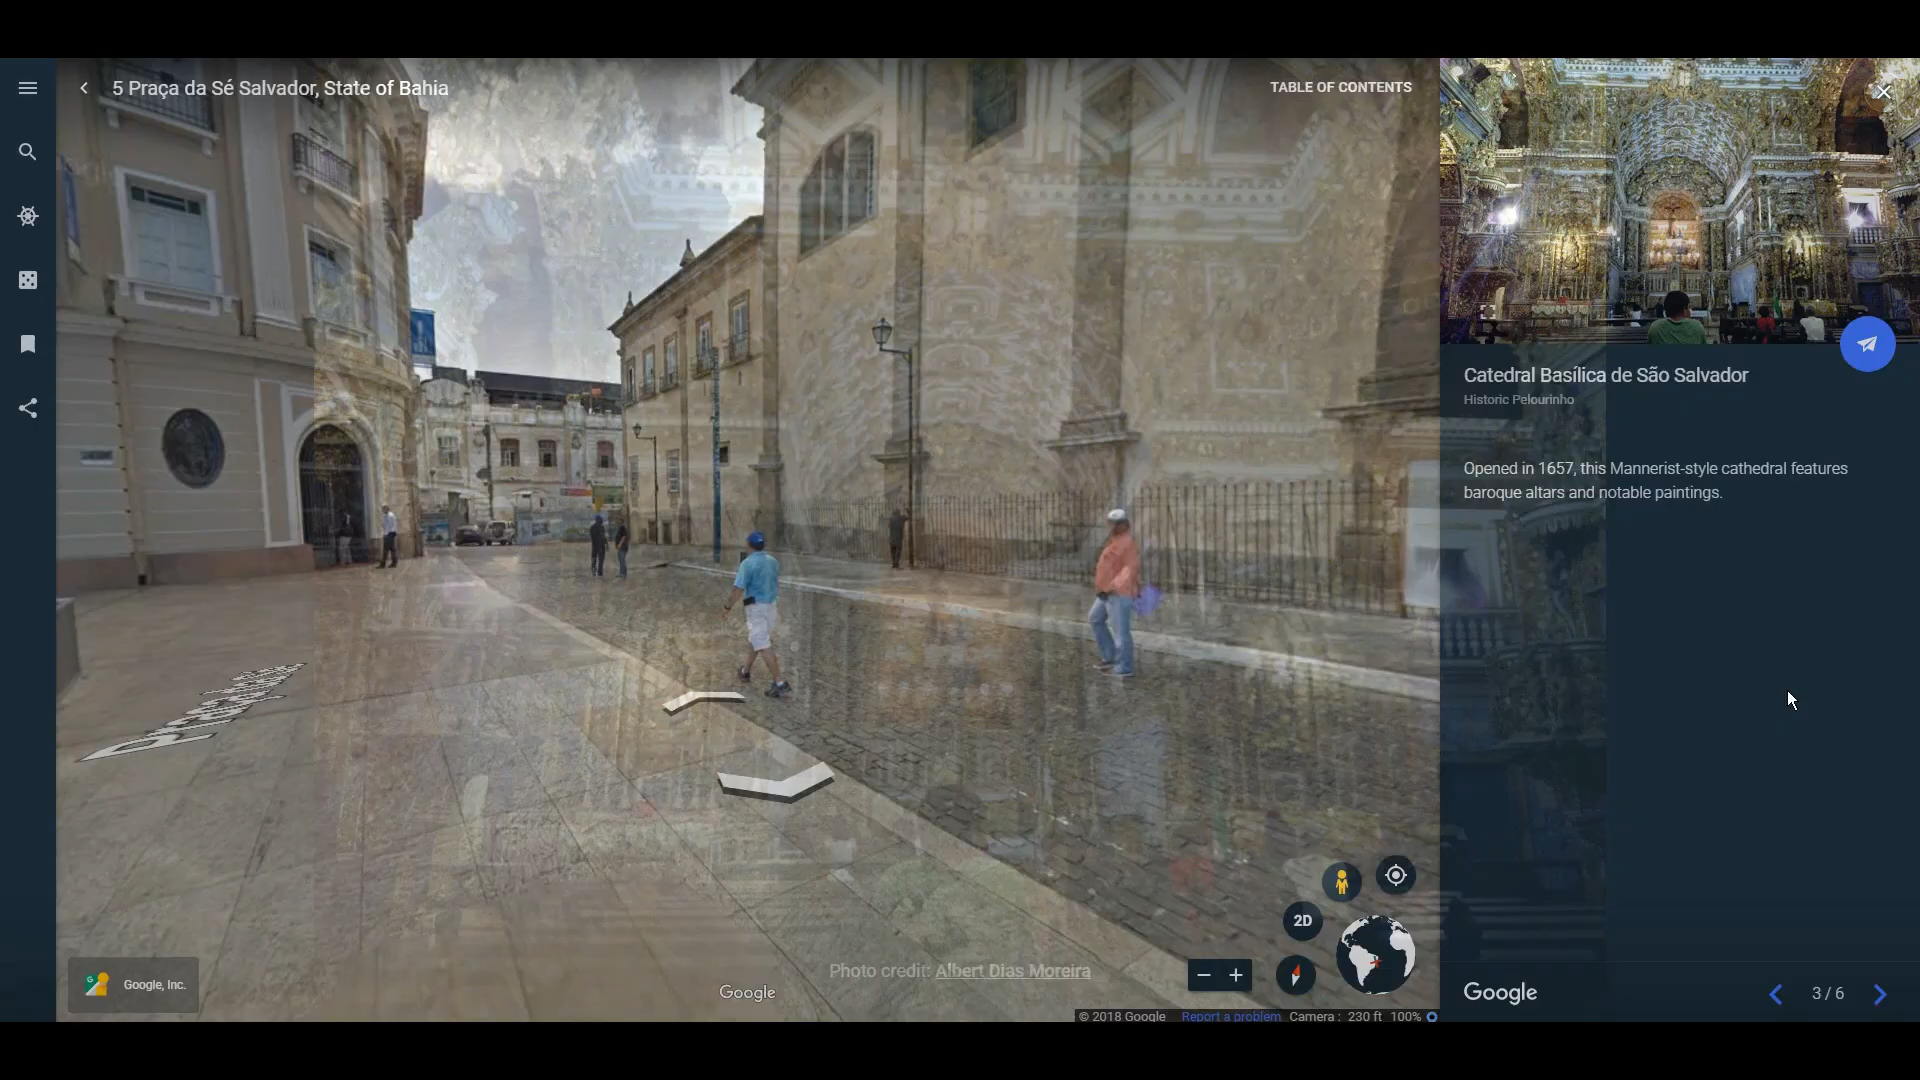 5 Praça da Sé Salvador, State of Bahia
TABLE OF CONTENTS
Catedral Basílica de São Salvador
Historic Pelourinho
Opened in 1657, this Mannerist-style cathedral features
baroque altars and notable paintings.
2D
Photo credit: Albert Dias Moreira
Google, Inc.
Google
© 2018 Google Report a problem Camera : 230 ft 100%
Google
3 / 6